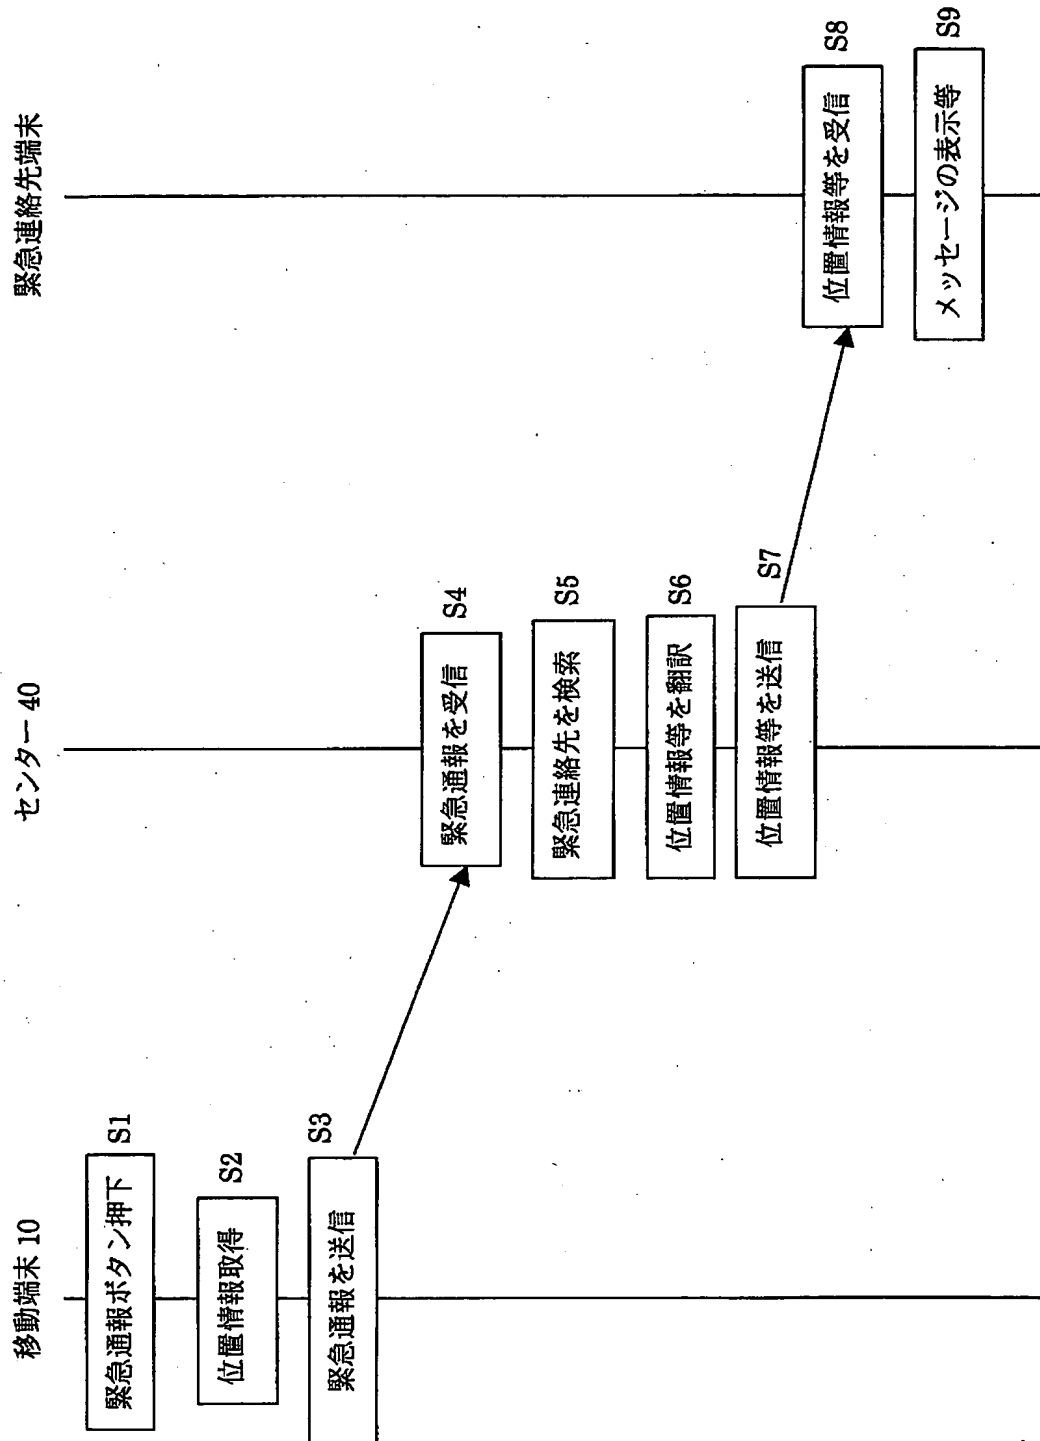 移動端末 10
センター 40
緊急連絡先端末
緊急通報ボタン押下
S1
位置情報取得
S2
緊急通報を送信
S3
緊急通報を受信
S4
緊急連絡先を検索
S5
位置情報等を翻訳
S6
位置情報等を送信
S7
位置情報等を受信
S8
メッセージの表示等
S9